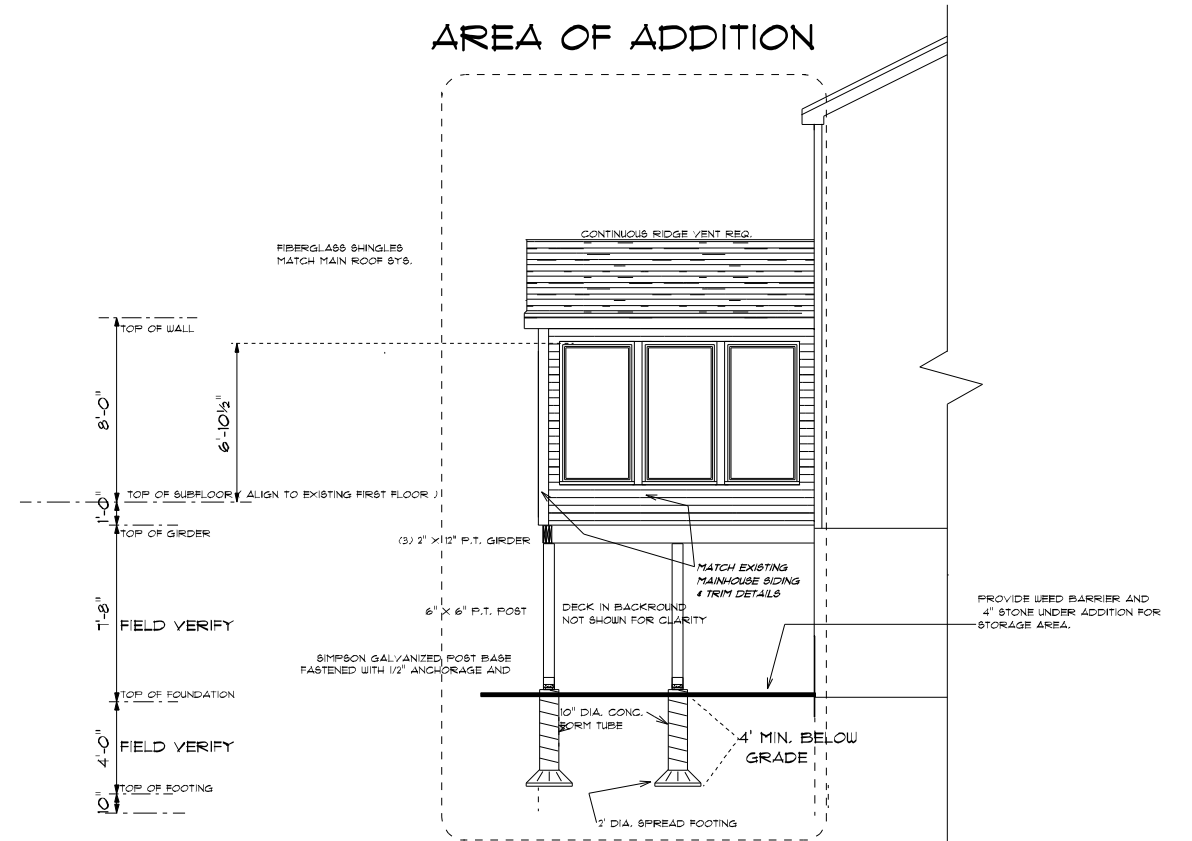 AREA OF ADDITION
CONTINUOUS RIDGE VENT REQ.
FIBERGLASS SHINGLES
MATCH MAIN ROOF SYS.
TOP OF WALL
8'-0"
6'-10½"
TOP OF SUBFLOOR ( ALIGN TO EXISTING FIRST FLOOR )
1'-0"
TOP OF GIRDER
(3) 2" X 12" P.T. GIRDER
MATCH EXISTING
MAINHOUSE SIDING
& TRIM DETAILS
6" X 6" P.T. POST
DECK IN BACKROUND
NOT SHOWN FOR CLARITY
PROVIDE WEED BARRIER AND
4" STONE UNDER ADDITION FOR
STORAGE AREA.
7'-8"
FIELD VERIFY
SIMPSON GALVANIZED POST BASE
FASTENED WITH 1/2" ANCHORAGE AND
TOP OF FOUNDATION
10" DIA. CONC.
FORM TUBE
4' MIN. BELOW
GRADE
4'-0"
FIELD VERIFY
TOP OF FOOTING
10"
2' DIA. SPREAD FOOTING